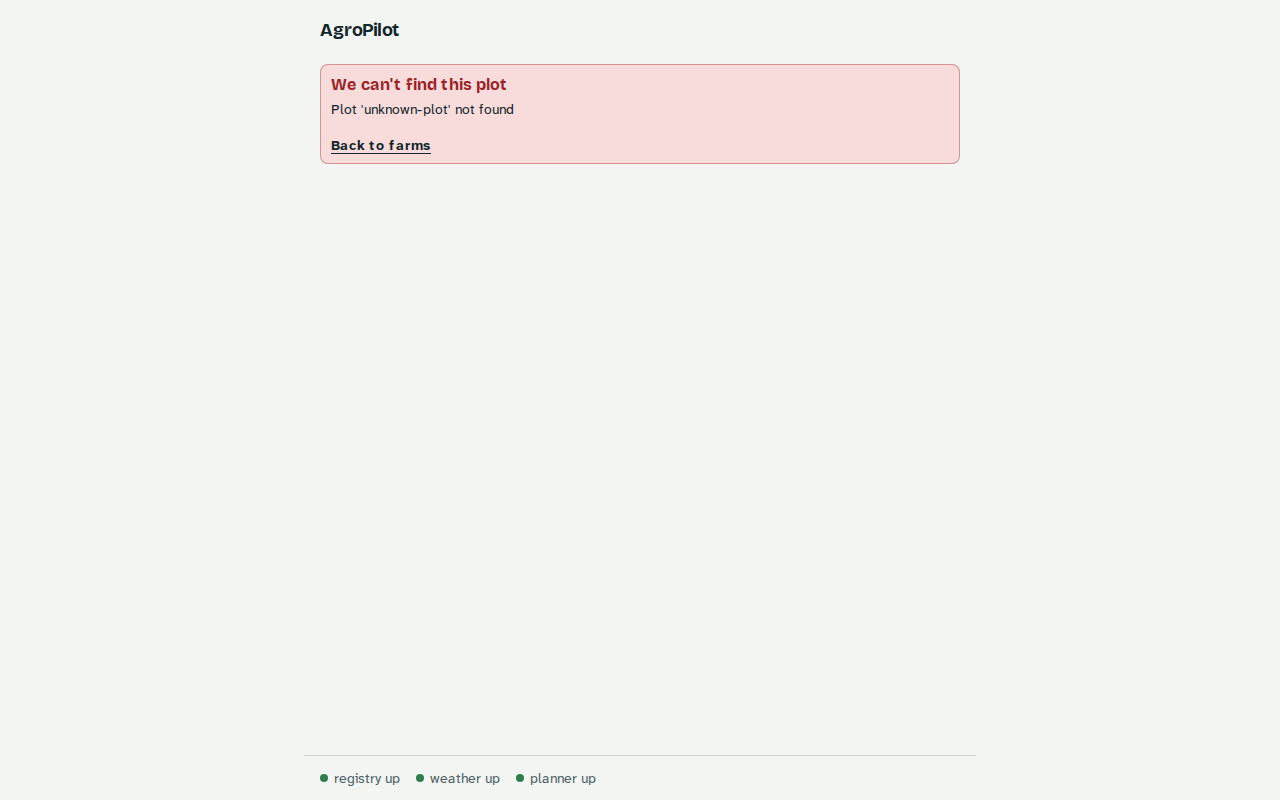 AgroPilot
We can't find this plot
Plot 'unknown-plot' not found
Back to farms
registry up weather up planner up